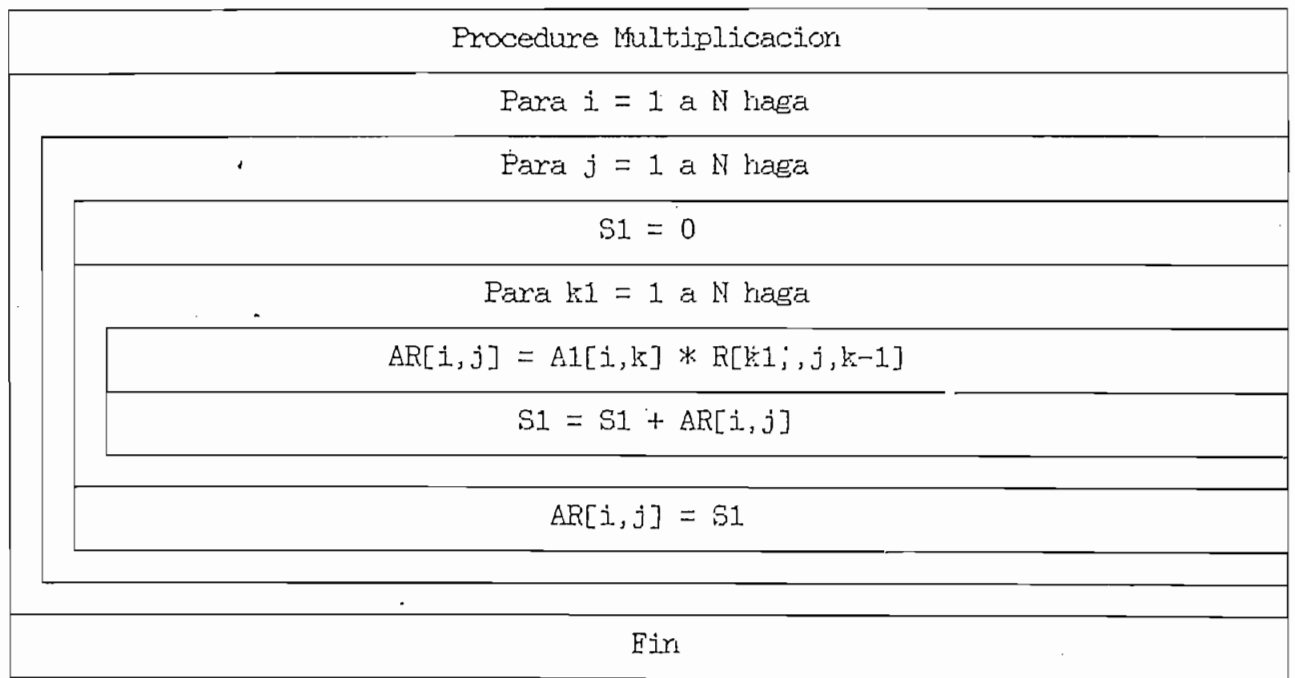 Procedure Multiplicacion
Para i = 1 a N haga
Para j = 1 a N haga
S1 = 0
Para k1 = 1 a N haga
AR[i,j] = A1[i,k] * R[k1;,j,k-1]
S1 = S1 + AR[i,j]
AR[i,j] = S1
Fin